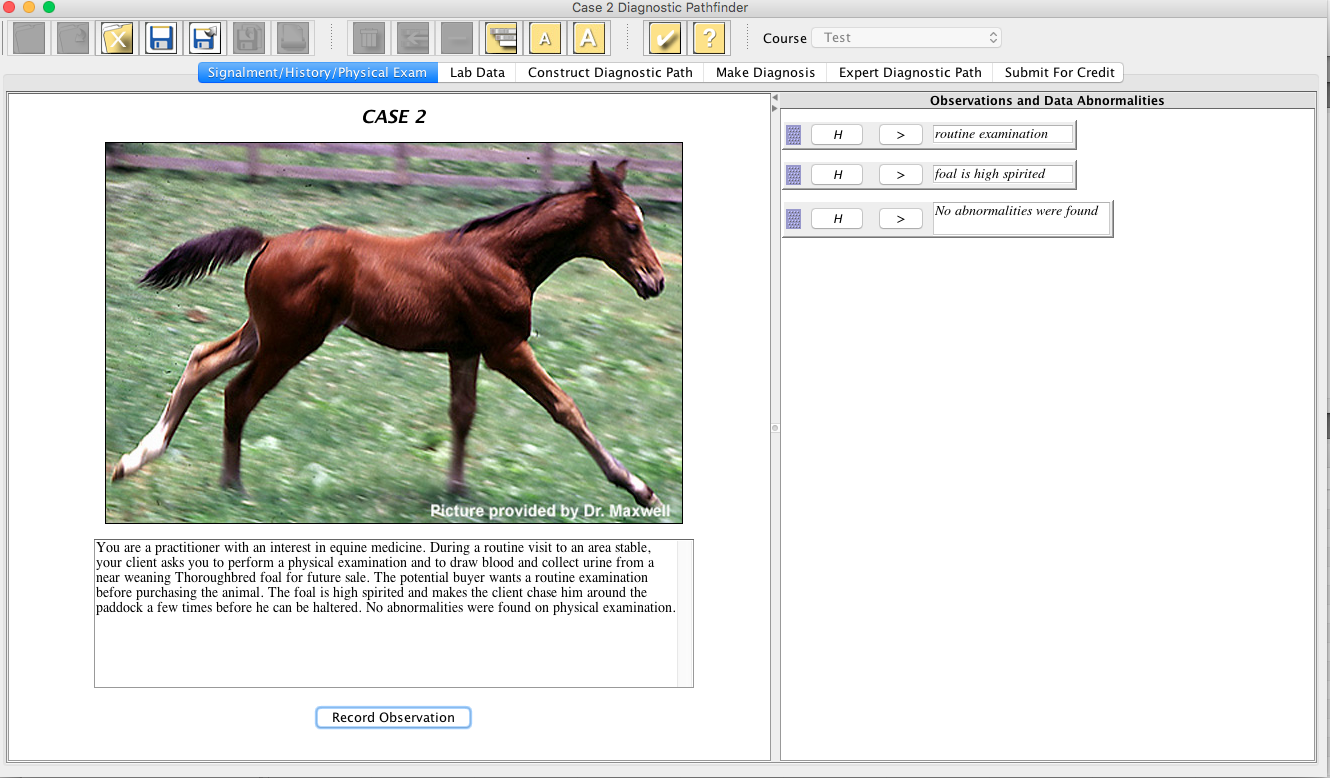 Case 2 Diagnostic Pathfinder
A A ? Course Test
Signalment/History/Physical Exam Lab Data Construct Diagnostic Path Make Diagnosis Expert Diagnostic Path Submit For Credit
CASE 2
Picture provided by Dr. Maxwell
You are a practitioner with an interest in equine medicine. During a routine visit to an area stable,
your client asks you to perform a physical examination and to draw blood and collect urine from a
near weaning Thoroughbred foal for future sale. The potential buyer wants a routine examination
before purchasing the animal. The foal is high spirited and makes the client chase him around the
paddock a few times before he can be haltered. No abnormalities were found on physical examination.
Record Observation
Observations and Data Abnormalities
H > routine examination
H > foal is high spirited
H > No abnormalities were found